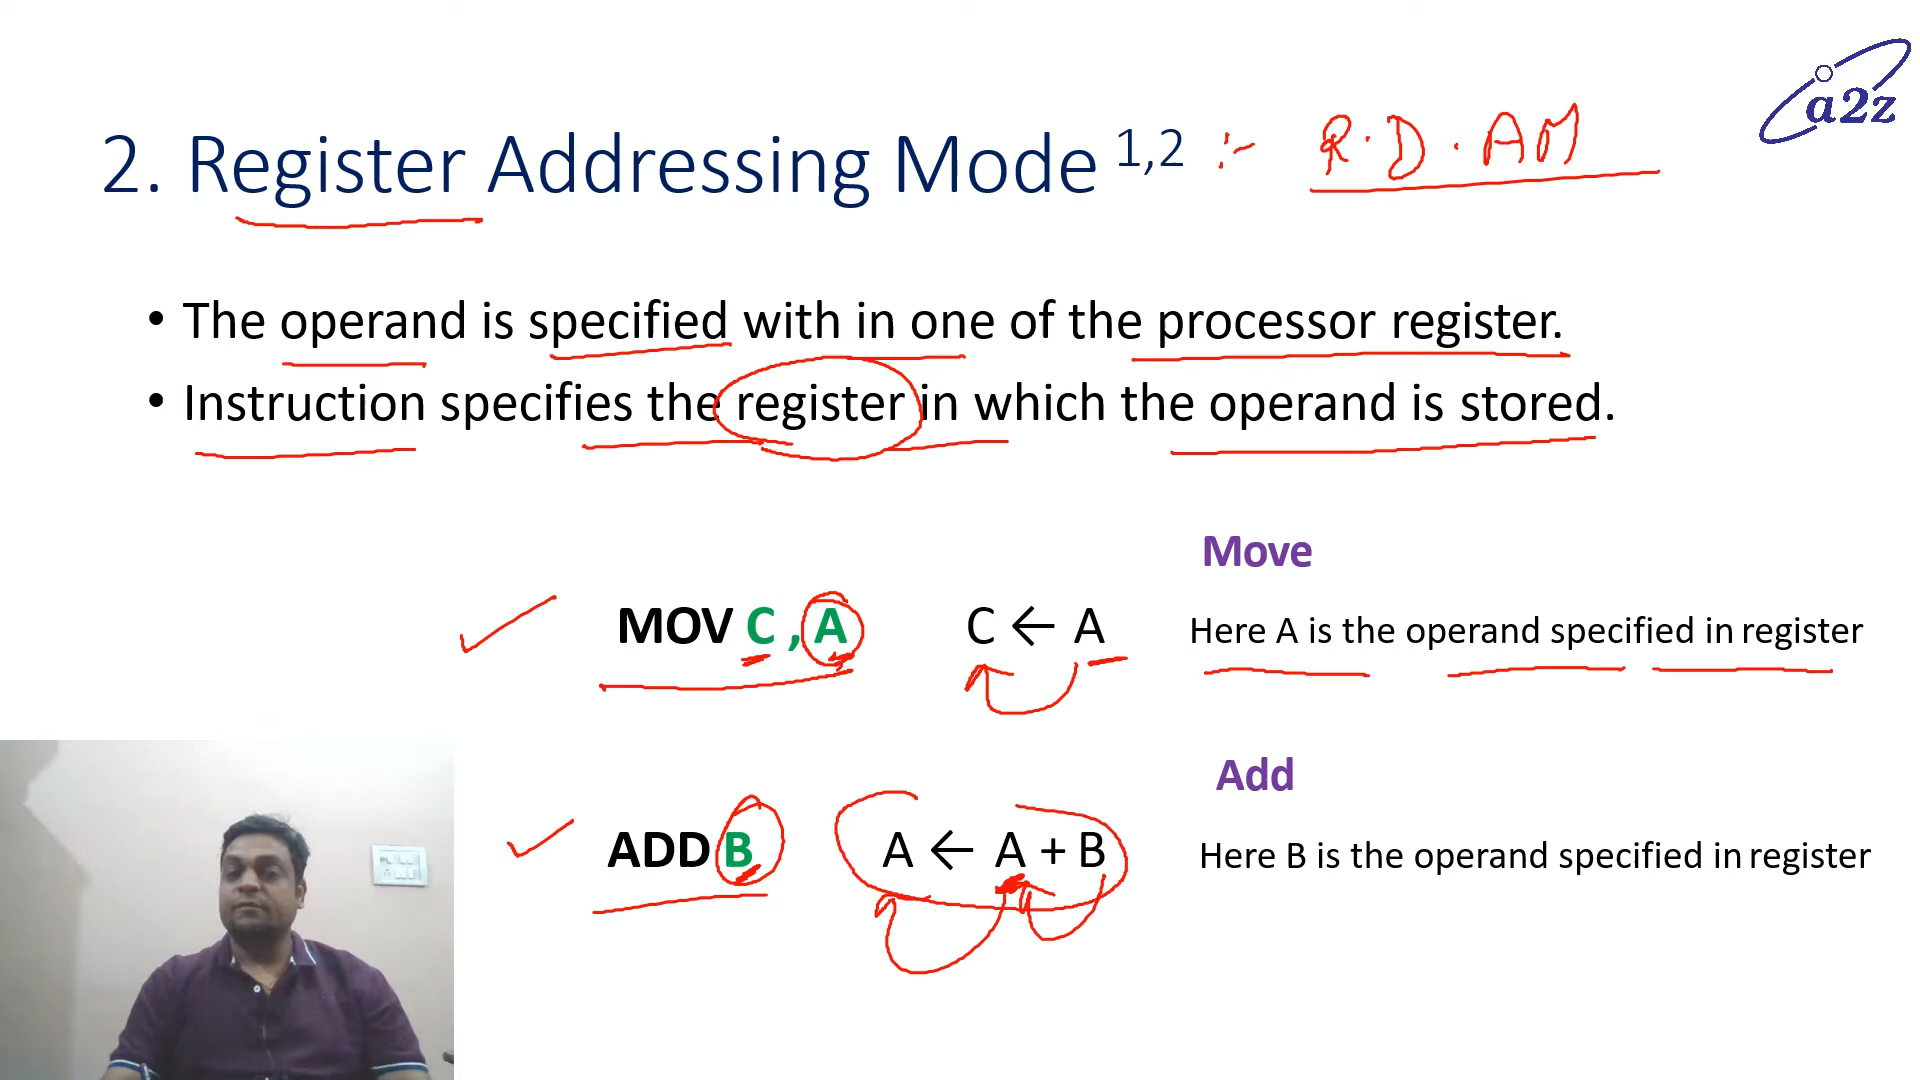 a2z
2. Register Addressing Mode 1,2 :- R.D.AM
• The operand is specified with in one of the processor register.
• Instruction specifies the register in which the operand is stored.
Move
MOV C , A C ← A Here A is the operand specified in register
Add
ADD B A ← A + B Here B is the operand specified in register